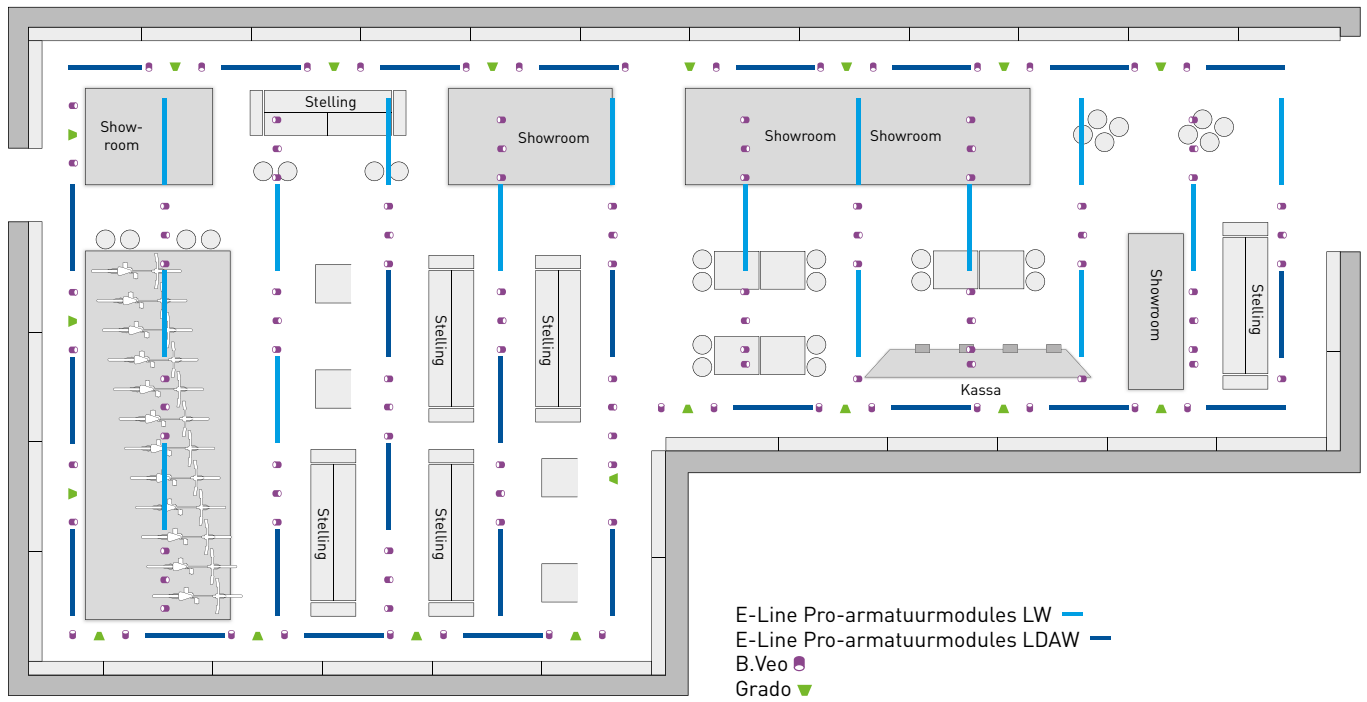 Stelling
Show-
room
Showroom
Showroom
Showroom
Showroom
Stelling
Stelling
Stelling
Stelling
Stelling
Kassa
E-Line Pro-armatuurmodules LW
E-Line Pro-armatuurmodules LDAW
B.Veo
Grado